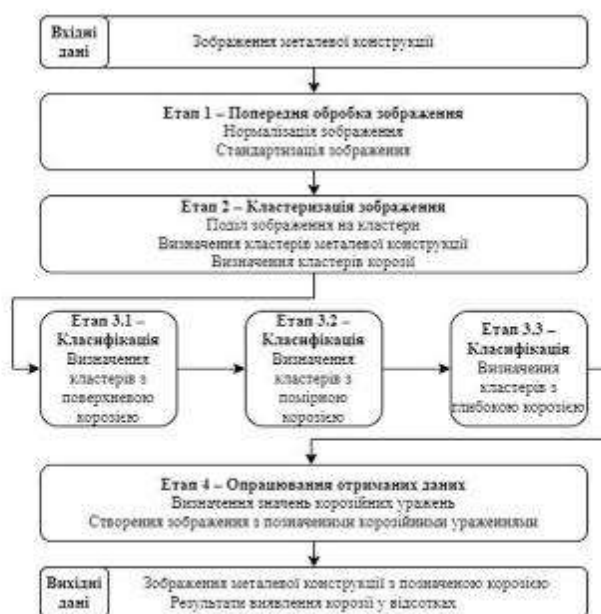 Вхідні
дані
Зображення металевої конструкції
Етап 1 – Попередня обробка зображення
Нормалізація зображення
Стандартизація зображення
Етап 2 – Кластеризація зображення
Поділ зображення на кластери
Визначення кластерів металевої конструкції
Визначення кластерів корозії
Етап 3.1 –
Класифікація
Визначення
кластерів з
поверхневою
корозією
Етап 3.2 –
Класифікація
Визначення
кластерів з
помірною
корозією
Етап 3.3 –
Класифікація
Визначення
кластерів з
глибокою корозією
Етап 4 – Опрацювання отриманих даних
Визначення значень корозійних уражень
Створення зображення з позначеними корозійними ураженнями
Вихідні
дані
Зображення металевої конструкції з позначеною корозією
Результати виявлення корозії у відсотках